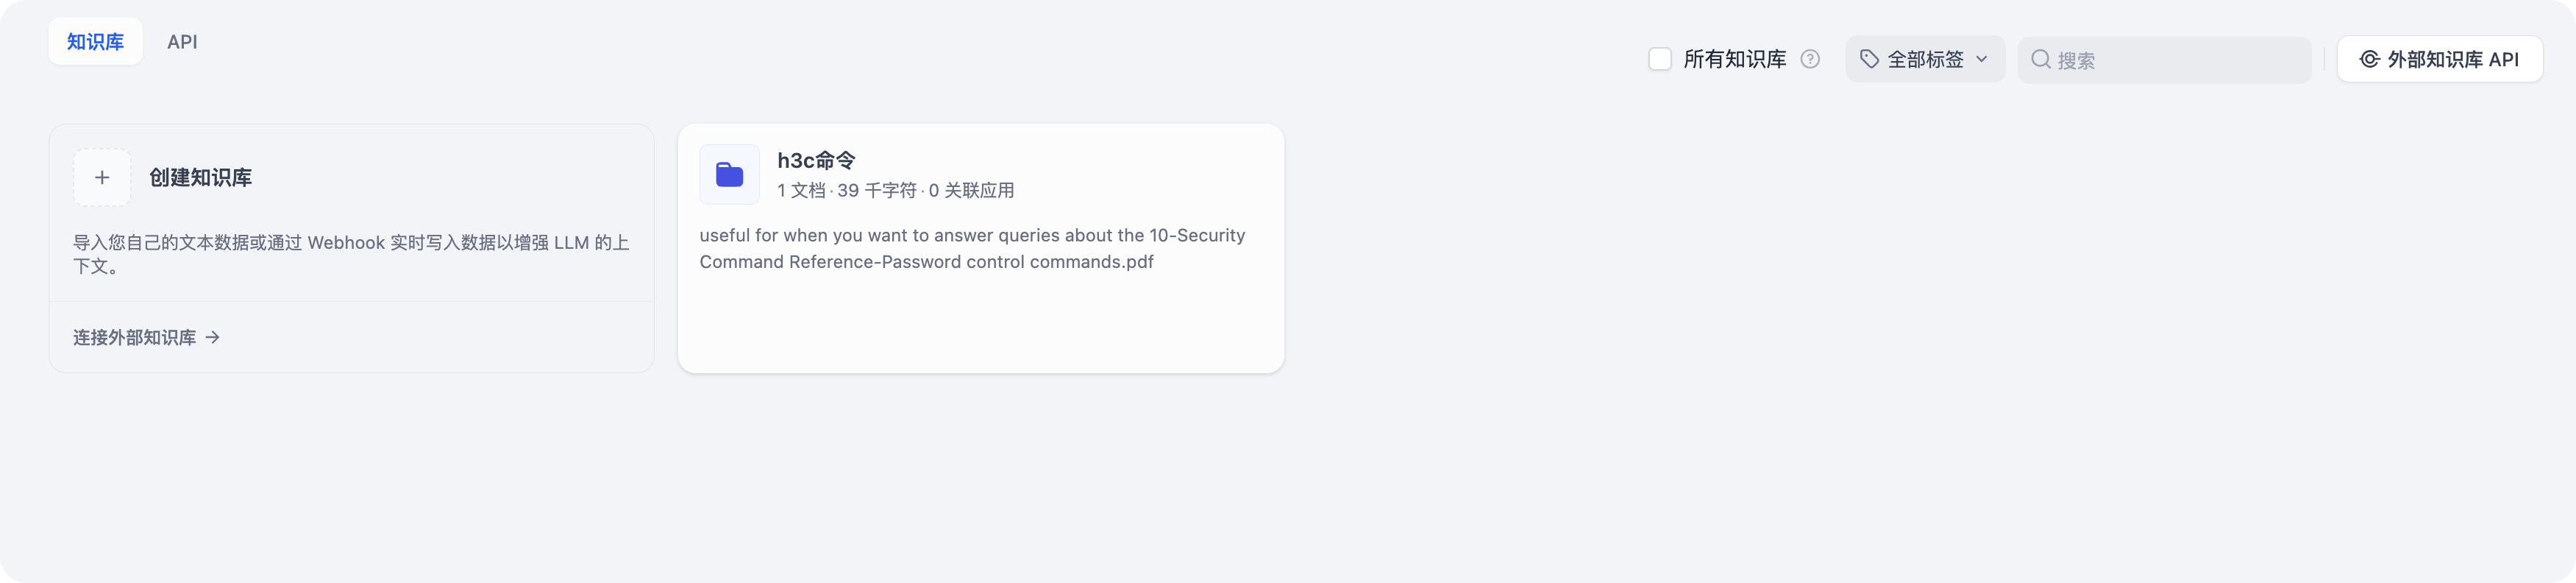 知识库
API
所有知识库
全部标签
搜索
外部知识库 API
创建知识库
导入您自己的文本数据或通过 Webhook 实时写入数据以增强 LLM 的上
下文。
连接外部知识库
h3c命令
1 文档·39 千字符·0 关联应用
useful for when you want to answer queries about the 10-Security
Command Reference-Password control commands.pdf